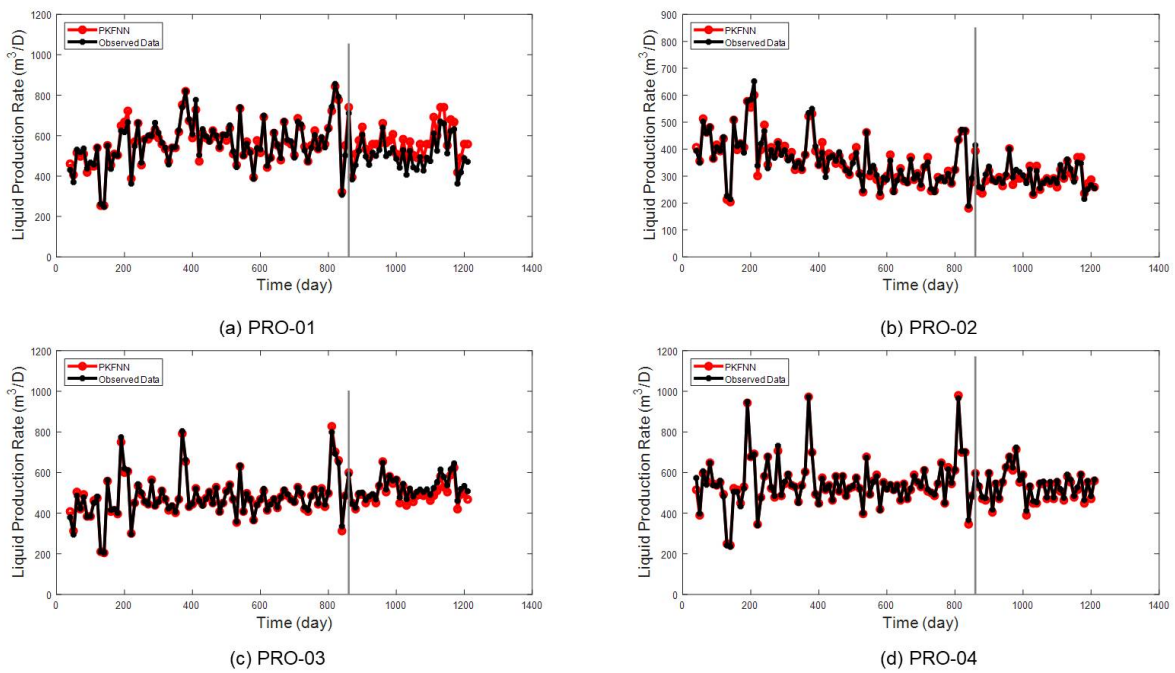 1200
1000
800
600
400
200
0
Liquid Production Rate (m³/D)
PKFNN
Observed Data
0 200 400 600 800 1000 1200 1400
Time (day)
(a) PRO-01
900
800
700
600
500
400
300
200
100
0
Liquid Production Rate (m³/D)
PKFNN
Observed Data
0 200 400 600 800 1000 1200 1400
Time (day)
(b) PRO-02
1200
1000
800
600
400
200
0
Liquid Production Rate (m³/D)
PKFNN
Observed Data
0 200 400 600 800 1000 1200 1400
Time (day)
(c) PRO-03
1200
1000
800
600
400
200
0
Liquid Production Rate (m³/D)
PKFNN
Observed Data
0 200 400 600 800 1000 1200 1400
Time (day)
(d) PRO-04